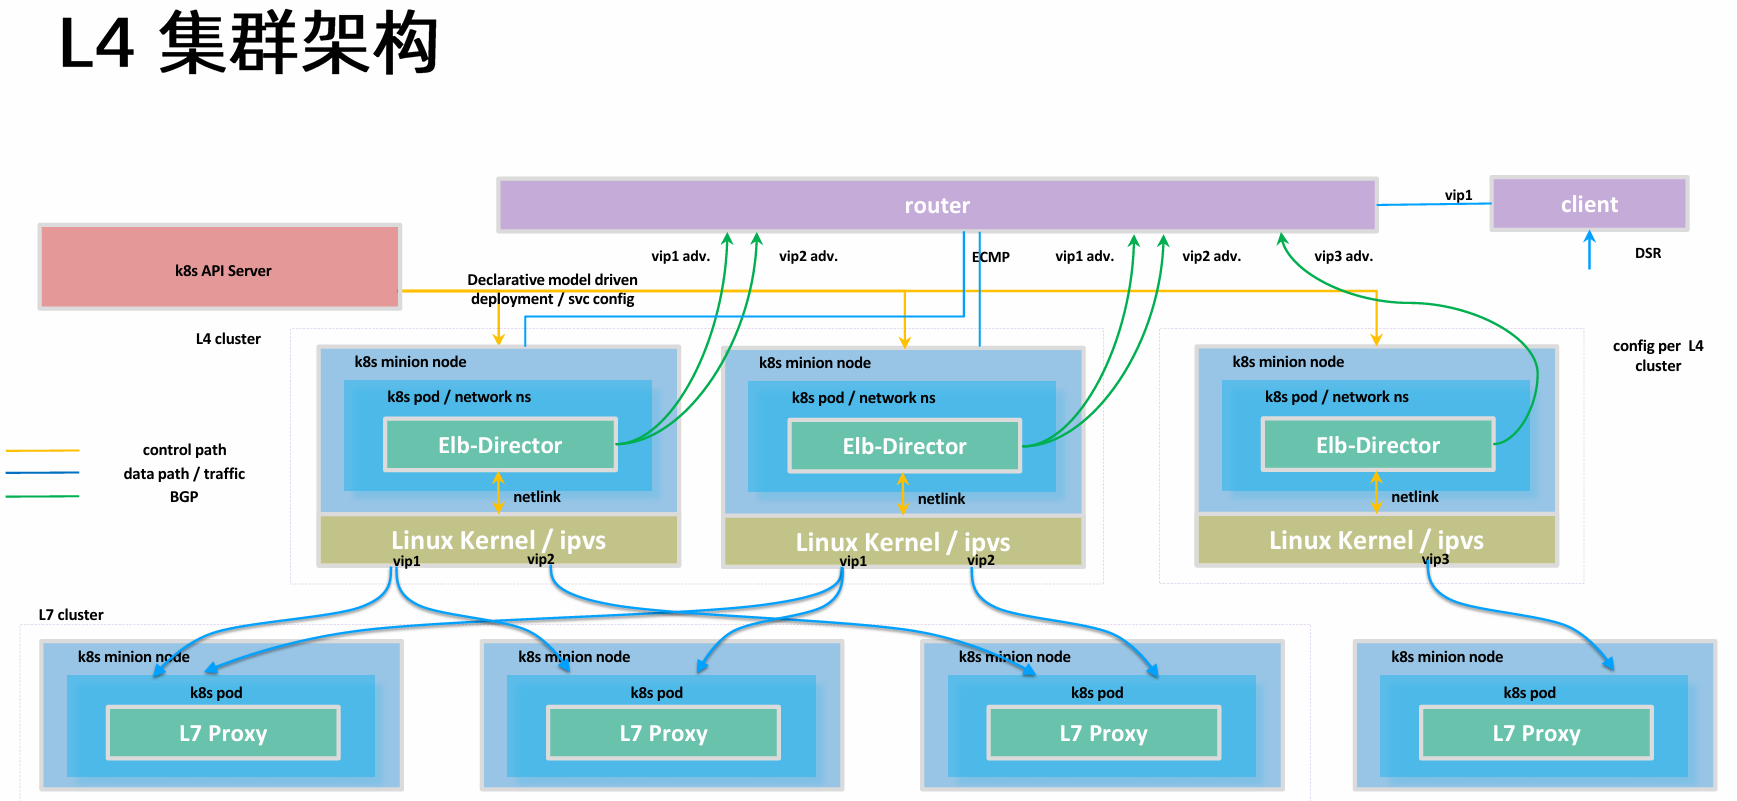 L4 集群架构
router
vip1
client
k8s API Server
vip1 adv.
vip2 adv.
ECMP
vip1 adv.
vip2 adv.
vip3 adv.
DSR
Declarative model driven
deployment / svc config
L4 cluster
config per L4
cluster
k8s minion node
k8s pod / network ns
Elb-Director
netlink
Linux Kernel / ipvs
vip1
vip2
k8s minion node
k8s pod / network ns
Elb-Director
netlink
Linux Kernel / ipvs
vip1
vip2
k8s minion node
k8s pod / network ns
Elb-Director
netlink
Linux Kernel / ipvs
vip3
control path
data path / traffic
BGP
L7 cluster
k8s minion node
k8s pod
L7 Proxy
k8s minion node
k8s pod
L7 Proxy
k8s minion node
k8s pod
L7 Proxy
k8s minion node
k8s pod
L7 Proxy